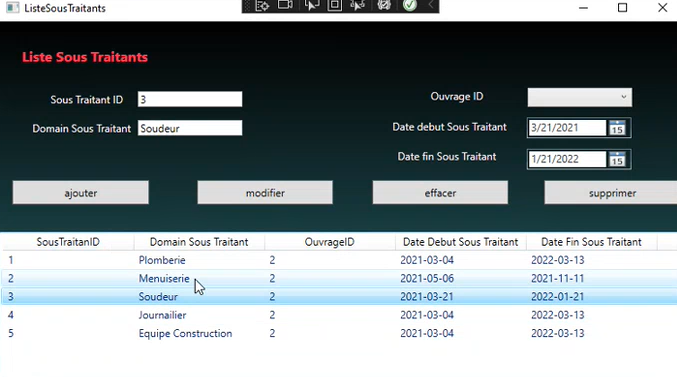 ListeSousTraitants
Liste Sous Traitants
Sous Traitant ID 3 Ouvrage ID
Domain Sous Traitant Soudeur Date debut Sous Traitant 3/21/2021 15
Date fin Sous Traitant 1/21/2022 15
ajouter modifier effacer supprimer
SousTraitanID Domain Sous Traitant OuvrageID Date Debut Sous Traitant Date Fin Sous Traitant
1 Plomberie 2 2021-03-04 2022-03-13
2 Menuiserie 2 2021-05-06 2021-11-11
3 Soudeur 2 2021-03-21 2022-01-21
4 Journailier 2 2021-03-04 2022-03-13
5 Equipe Construction 2 2021-03-04 2022-03-13